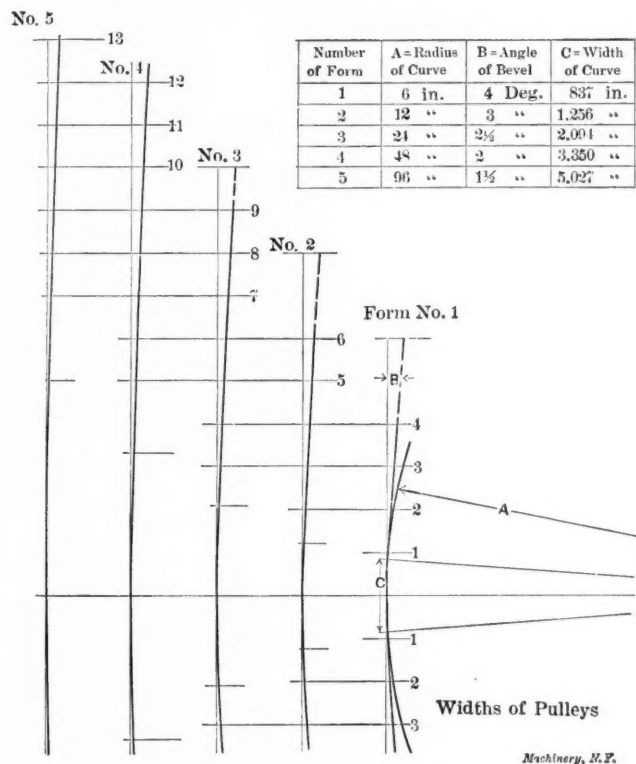 No. 5
13
No. 4
12
11
No. 3
10
9
No. 2
8
7
Form No. 1
6
B
5
4
3
2
A
1
C
1
2
Widths of Pulleys
3
Machinery, N.Y.
Number of Form A=Radius of Curve B=Angle of Bevel C=Width of Curve
1 6 in. 4 Deg. 837 in.
2 12 “ 3 “ 1.256 “
3 24 “ 2½ “ 2.094 “
4 48 “ 2 “ 3.350 “
5 96 “ 1½ “ 5.027 “